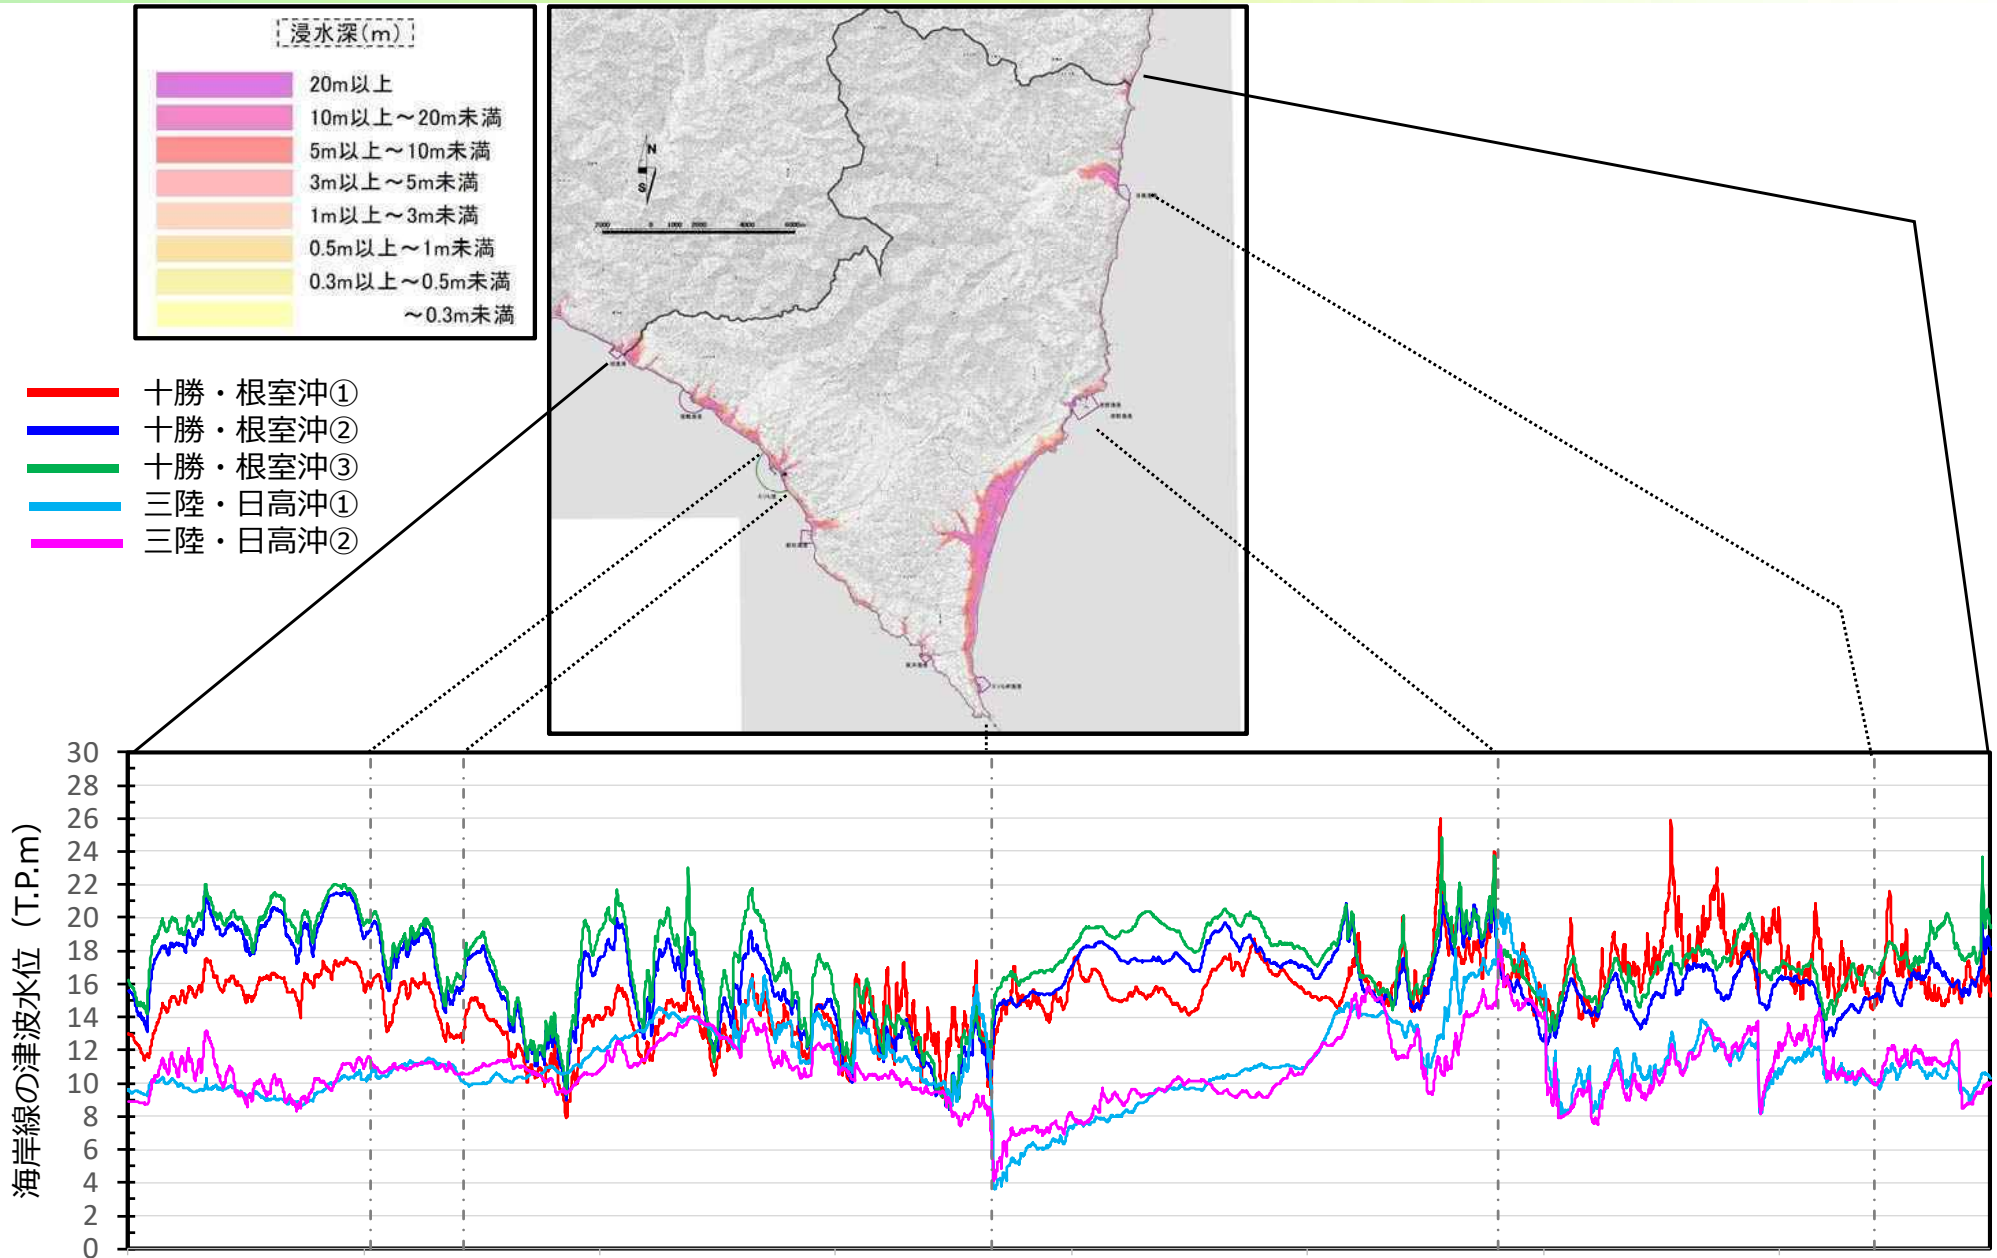 浸水深(m)
20m以上
10m以上～20m未満
5m以上～10m未満
3m以上～5m未満
1m以上～3m未満
0.5m以上～1m未満
0.3m以上～0.5m未満
～0.3m未満
N
S
十勝・根室沖①
十勝・根室沖②
十勝・根室沖③
三陸・日高沖①
三陸・日高沖②
海岸線の津波水位（T.P.m）
30
28
26
24
22
20
18
16
14
12
10
8
6
4
2
0